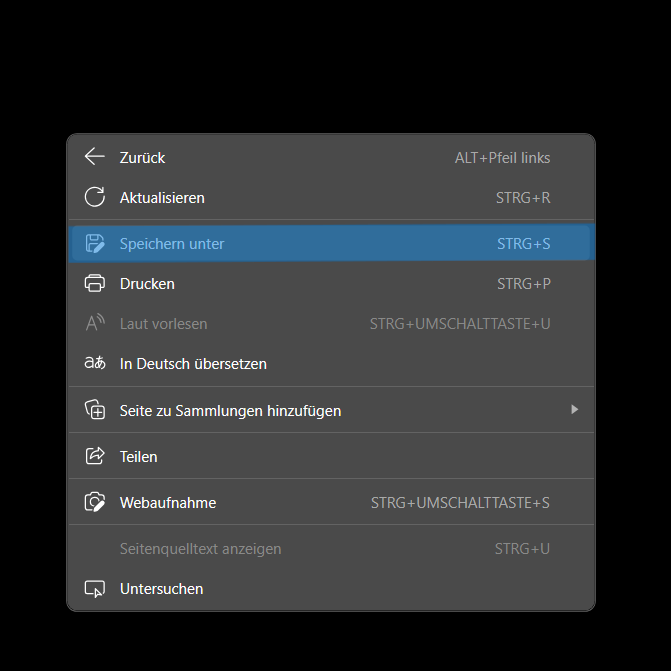 Zurück ALT+Pfeil links
Aktualisieren STRG+R
Speichern unter STRG+S
Drucken STRG+P
Laut vorlesen STRG+UMSCHALTTASTE+U
In Deutsch übersetzen
Seite zu Sammlungen hinzufügen
Teilen
Webaufnahme STRG+UMSCHALTTASTE+S
Seitenquelltext anzeigen STRG+U
Untersuchen